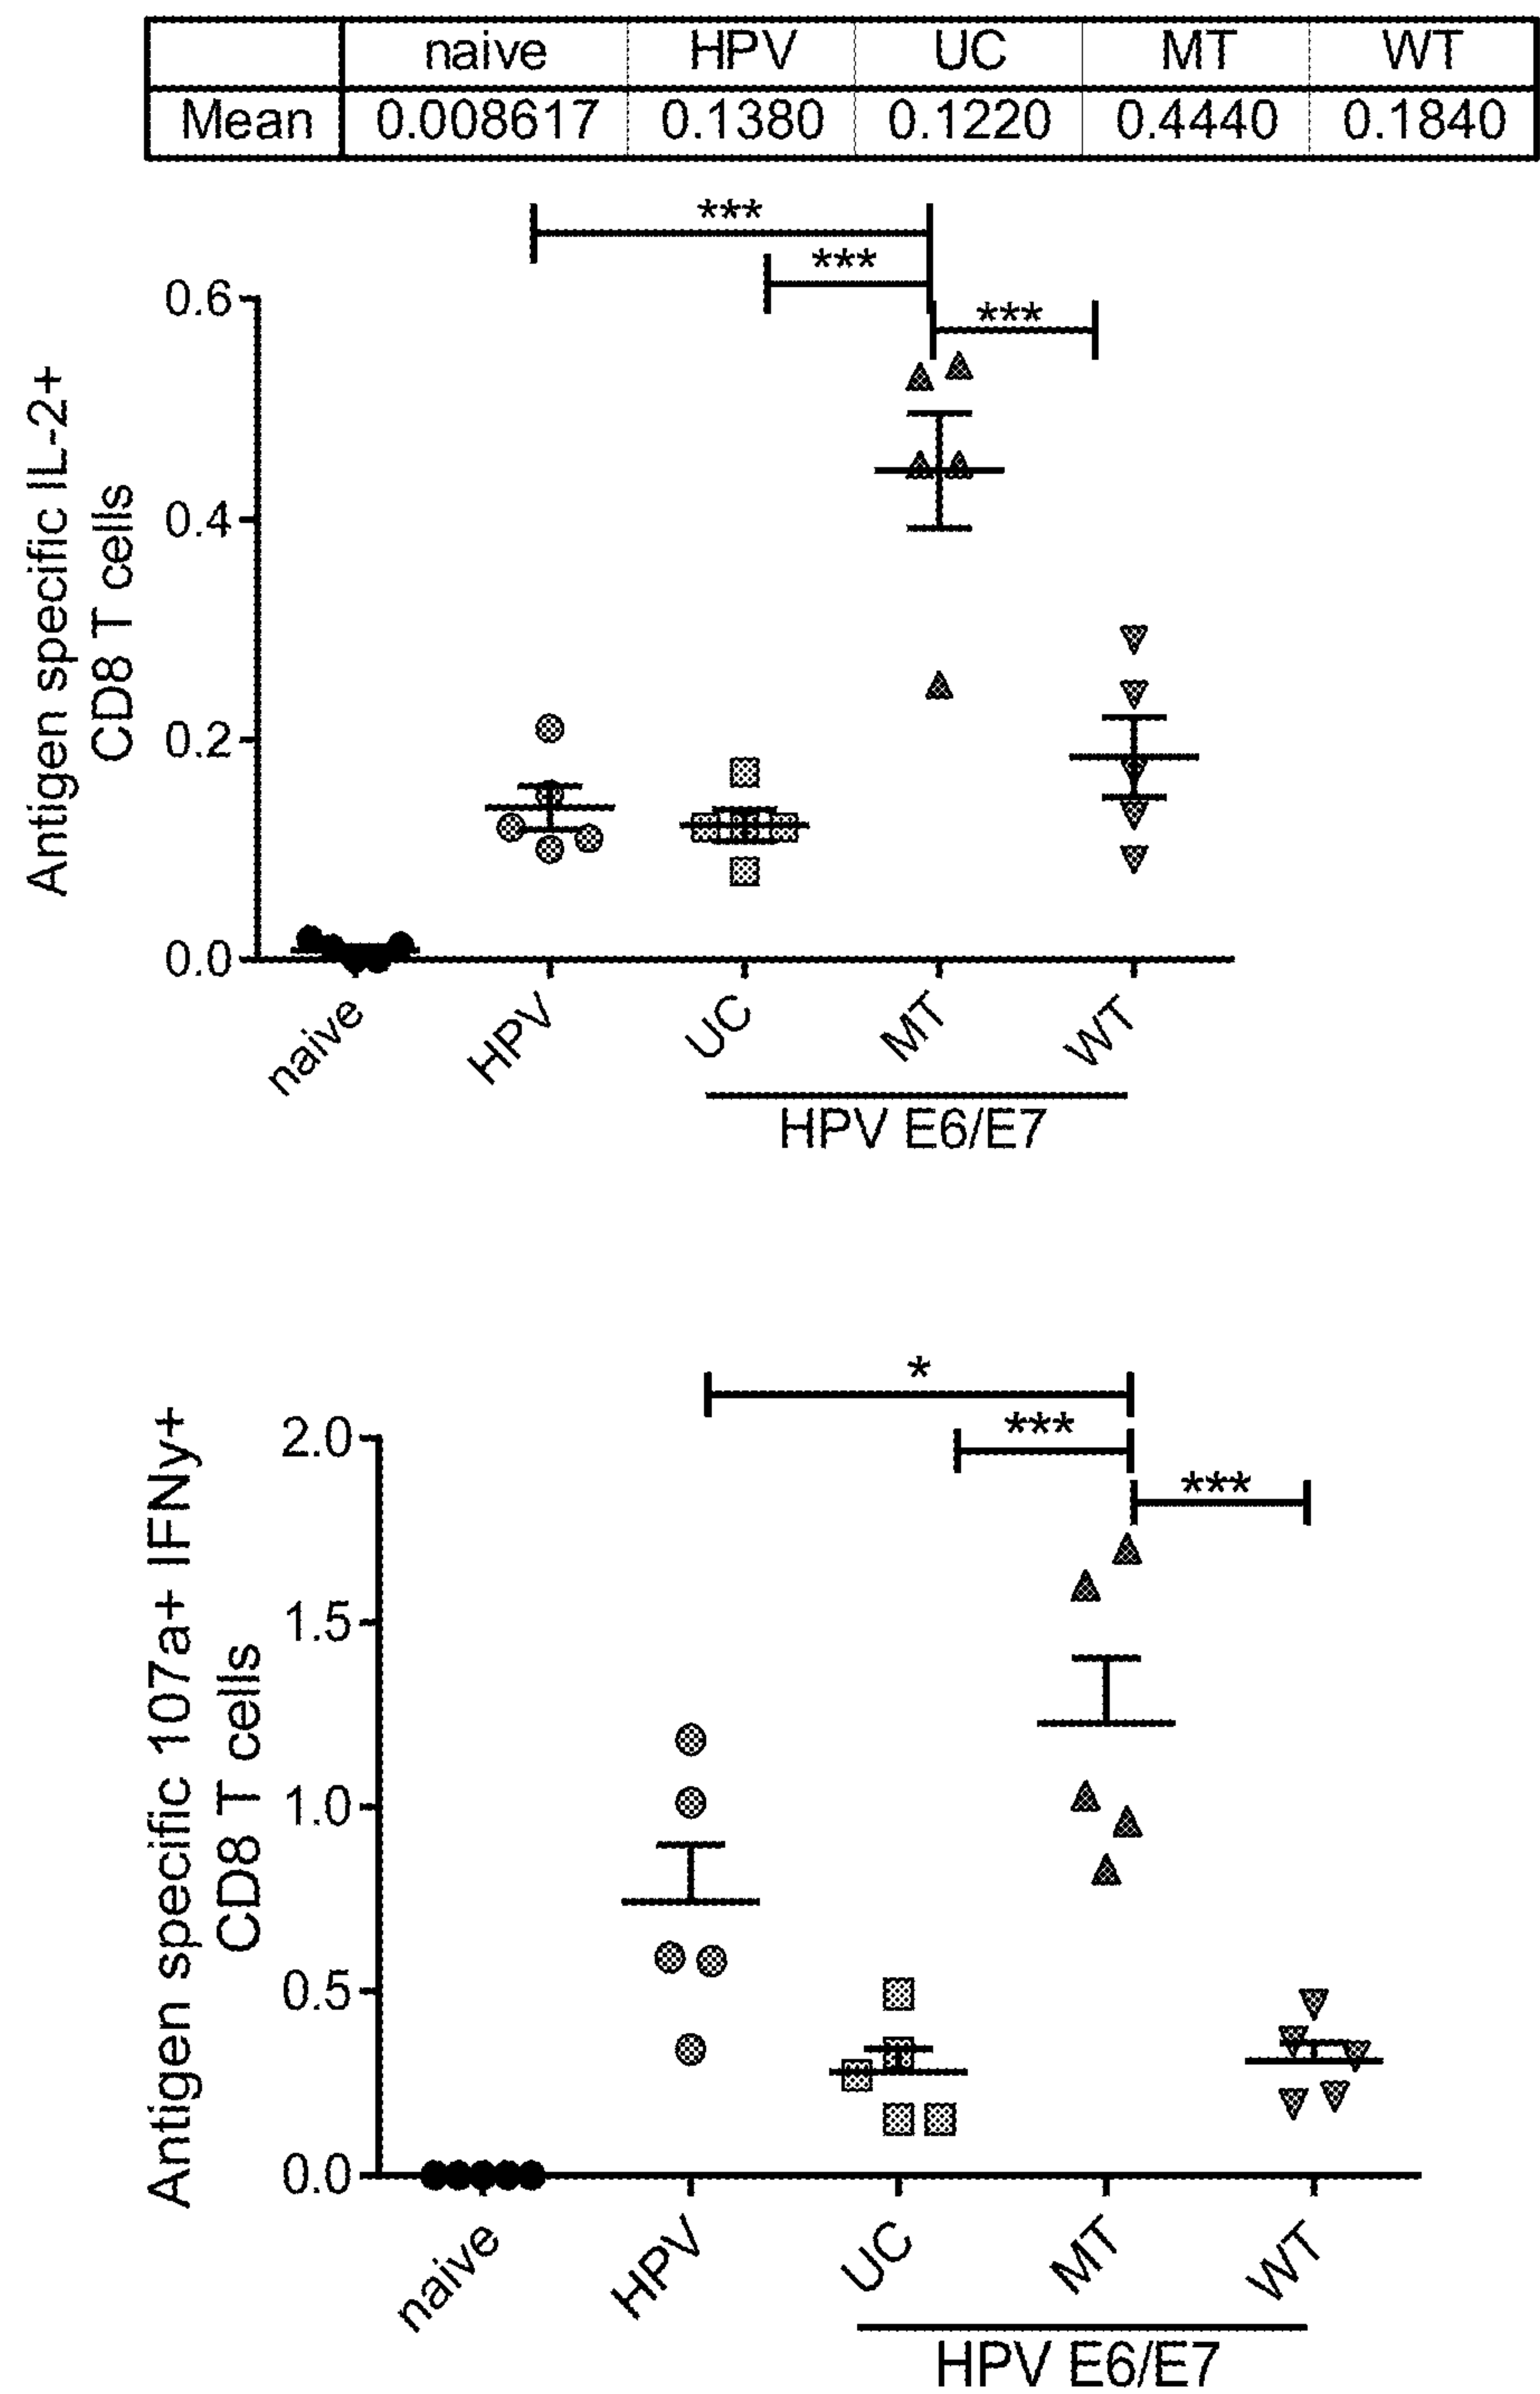 naive HPV UC MT WT
Mean 0.008617 0.1380 0.1220 0.4440 0.1840
***
***
***
Antigen specific IL-2+
CD8 T cells
0.6
0.4
0.2
0.0
naive HPV UC MT WT
HPV E6/E7
*
***
***
Antigen specific 107a+ IFNy+
CD8 T cells
2.0
1.5
1.0
0.5
0.0
naive HPV UC MT WT
HPV E6/E7